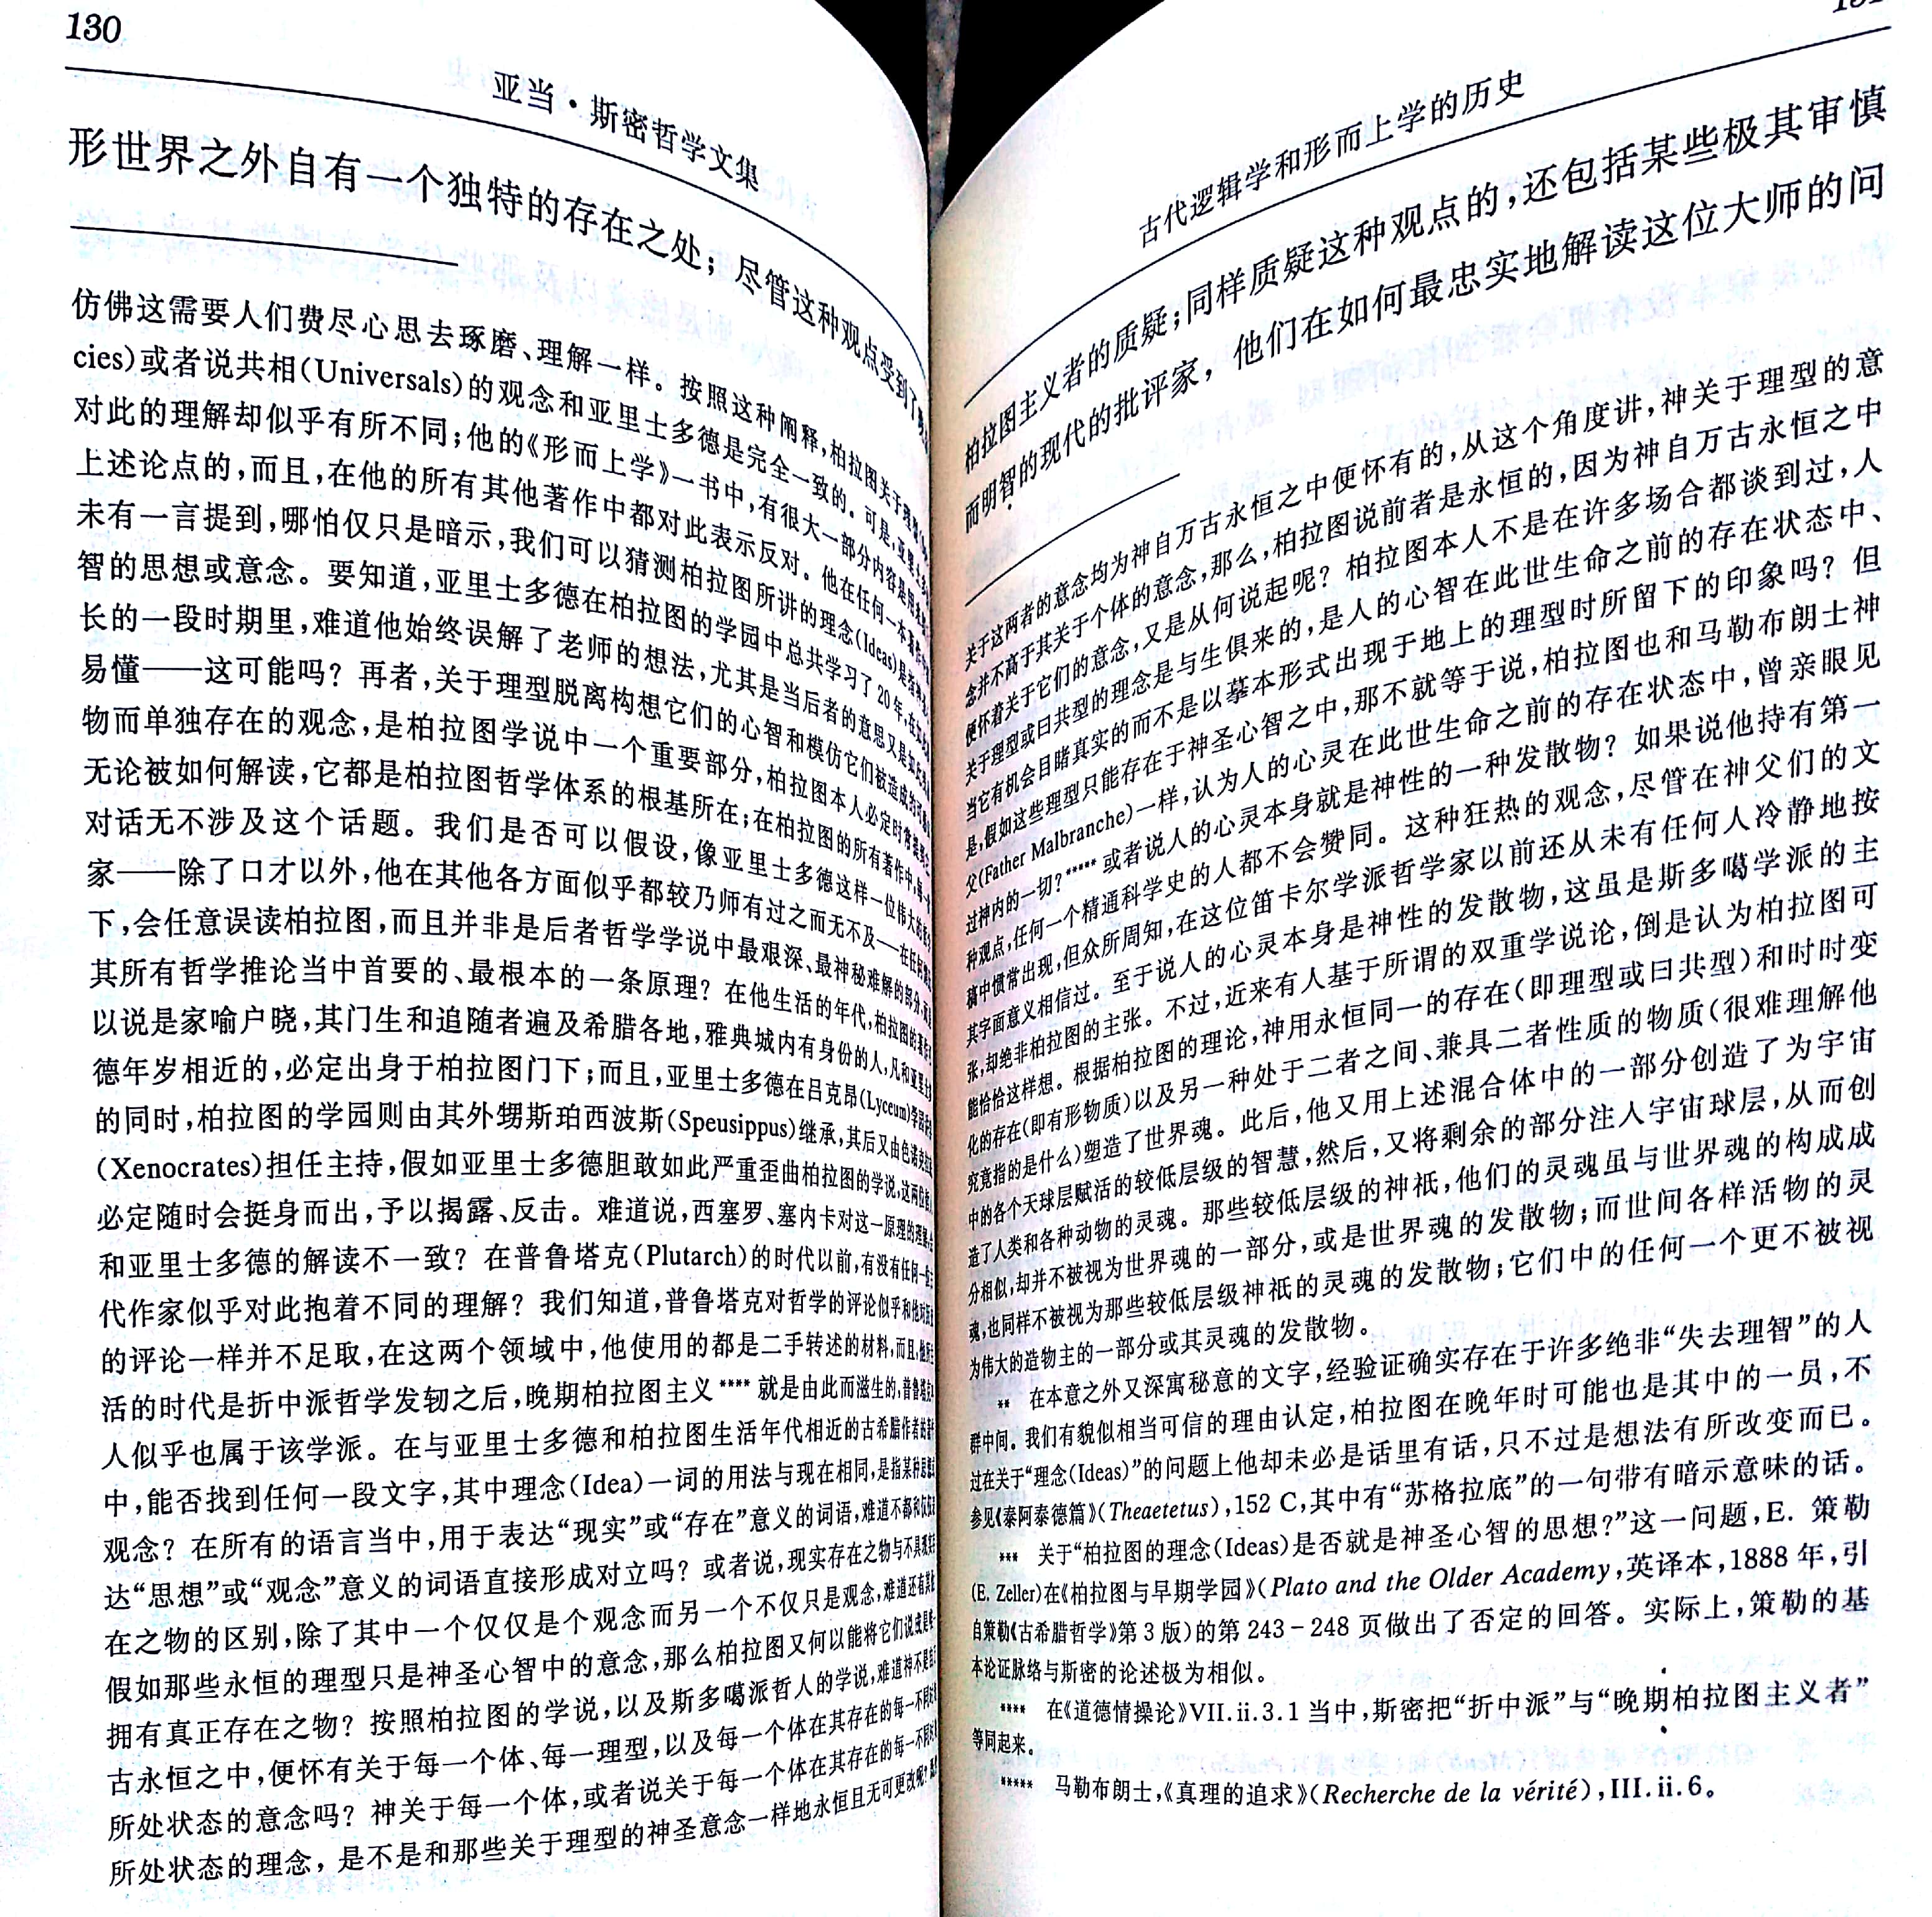 130
亚当·斯密哲学文集
形世界之外自有一个独特的存在之处；尽管这种观点受到了
仿佛这需要人们费尽心思去琢磨、理解一样。按照这种阐释，柏拉图关于理
cies)或者说共相(Universals)的观念和亚里士多德是完全一致的。可是，亚里士多
对此的理解却似乎有所不同；他的《形而上学》一书中，有很大一部分内容是用来
上述论点的，而且，在他的所有其他著作中都对此表示反对。他在任何一本著作中
未有一言提到，哪怕仅只是暗示，我们可以猜测柏拉图所讲的理念(Ideas)是指神
智的思想或意念。要知道，亚里士多德在柏拉图的学园中总共学习了20年，在
长的一段时期里，难道他始终误解了老师的想法，尤其是当后者的意思又是
易懂——这可能吗？再者，关于理型脱离构想它们的心智和模仿它们被造成的可
物而单独存在的观念，是柏拉图学说中一个重要部分，柏拉图本人必定时常
无论被如何解读，它都是柏拉图哲学体系的根基所在；在柏拉图的所有著作中，每一
对话无不涉及这个话题。我们是否可以假设，像亚里士多德这样一位伟大的
家——除了口才以外，他在其他各方面似乎都较乃师有过之而无不及—在任何
下，会任意误读柏拉图，而且并非是后者哲学学说中最艰深、最神秘难解的部分，
其所有哲学推论当中首要的、最根本的一条原理？在他生活的年代，柏拉图的
以说是家喻户晓，其门生和追随者遍及希腊各地，雅典城内有身份的人，凡和亚里士多
德年岁相近的，必定出身于柏拉图门下；而且，亚里士多德在吕克昂(Lyceum)
的同时，柏拉图的学园则由其外甥斯珀西波斯(Speusippus)继承，其后又由色诺克
(Xenocrates)担任主持，假如亚里士多德胆敢如此严重歪曲柏拉图的学说，这两位
必定随时会挺身而出，予以揭露、反击。难道说，西塞罗、塞内卡对这一原理的理解
和亚里士多德的解读不一致？在普鲁塔克(Plutarch)的时代以前，有没有任何一位
代作家似乎对此抱着不同的理解？我们知道，普鲁塔克对哲学的评论似乎和他对历史
的评论一样并不足取，在这两个领域中，他使用的都是二手转述的材料，而且，他所
活的时代是折中派哲学发轫之后，晚期柏拉图主义****就是由此而滋生的，普鲁塔克
人似乎也属于该学派。在与亚里士多德和柏拉图生活年代相近的古希腊作者的著作
中，能否找到任何一段文字，其中理念(Idea)一词的用法与现在相同，是指某种思想
观念？在所有的语言当中，用于表达“现实”或“存在”意义的词语，难道不都和
达“思想”或“观念”意义的词语直接形成对立吗？或者说，现实存在之物与不具现实
在之物的区别，除了其中一个仅仅是个观念而另一个不仅只是观念，难道还有
假如那些永恒的理型只是神圣心智中的意念，那么柏拉图又何以能将它们说成是唯一
拥有真正存在之物？按照柏拉图的学说，以及斯多噶派哲人的学说，难道神不是
古永恒之中，便怀有关于每一个体、每一理型，以及每一个体在其存在的每一不同
所处状态的意念吗？神关于每一个体，或者说关于每一个体在其存在的每一不同
所处状态的理念，是不是和那些关于理型的神圣意念一样地永恒且无可更改呢？
古代逻辑学和形而上学的历史
柏拉图主义者的质疑；同样质疑这种观点的，还包括某些极其审慎
而明智的现代的批评家，他们在如何最忠实地解读这位大师的问
关于这两者的意念均为神自万古永恒之中便怀有的，从这个角度讲，神关于理型的意
念并不高于其关于个体的意念，那么，柏拉图说前者是永恒的，因为神自万古永恒之中
便怀着关于它们的意念，又是从何说起呢？柏拉图本人不是在许多场合都谈到过，人
关于理型或曰共型的理念是与生俱来的，是人的心智在此世生命之前的存在状态中、
当它有机会目睹真实的而不是以摹本形式出现于地上的理型时所留下的印象吗？但
是，假如这些理型只能存在于神圣心智之中，那不就等于说，柏拉图也和马勒布朗士神
父(Father Malbranche)一样，认为人的心灵在此世生命之前的存在状态中，曾亲眼见
过神内的一切？*****或者说人的心灵本身就是神性的一种发散物？如果说他持有第一
种观点，任何一个精通科学史的人都不会赞同。这种狂热的观念，尽管在神父们的文
稿中惯常出现，但众所周知，在这位笛卡尔学派哲学家以前还从未有任何人冷静地按
其字面意义相信过。至于说人的心灵本身是神性的发散物，这虽是斯多噶学派的主
张，却绝非柏拉图的主张。不过，近来有人基于所谓的双重学说论，倒是认为柏拉图可
能恰恰这样想。根据柏拉图的理论，神用永恒同一的存在(即理型或曰共型)和时时变
化的存在(即有形物质)以及另一种处于二者之间、兼具二者性质的物质(很难理解他
究竟指的是什么)塑造了世界魂。此后，他又用上述混合体中的一部分创造了为宇宙
中的各个天球层赋活的较低层级的智慧，然后，又将剩余的部分注入宇宙球层，从而创
造了人类和各种动物的灵魂。那些较低层级的神祇，他们的灵魂虽与世界魂的构成成
分相似，却并不被视为世界魂的一部分，或是世界魂的发散物；而世间各样活物的灵
魂，也同样不被视为那些较低层级神祇的灵魂的发散物；它们中的任何一个更不被视
为伟大的造物主的一部分或其灵魂的发散物。
** 在本意之外又深寓秘意的文字，经验证确实存在于许多绝非“失去理智”的人
群中间。我们有貌似相当可信的理由认定，柏拉图在晚年时可能也是其中的一员，不
过在关于“理念(Ideas)”的问题上他却未必是话里有话，只不过是想法有所改变而已。
参见《泰阿泰德篇》(Theaetetus)，152 C，其中有“苏格拉底”的一句带有暗示意味的话。
*** 关于“柏拉图的理念(Ideas)是否就是神圣心智的思想？”这一问题，E. 策勒
(E. Zeller)在《柏拉图与早期学园》(Plato and the Older Academy，英译本，1888年，引
自策勒《古希腊哲学》第3版)的第243－248页做出了否定的回答。实际上，策勒的基
本论证脉络与斯密的论述极为相似。
**** 在《道德情操论》VII.ii.3.1当中，斯密把“折中派”与“晚期柏拉图主义者”
等同起来。
***** 马勒布朗士，《真理的追求》(Recherche de la vérité)，III.ii.6。